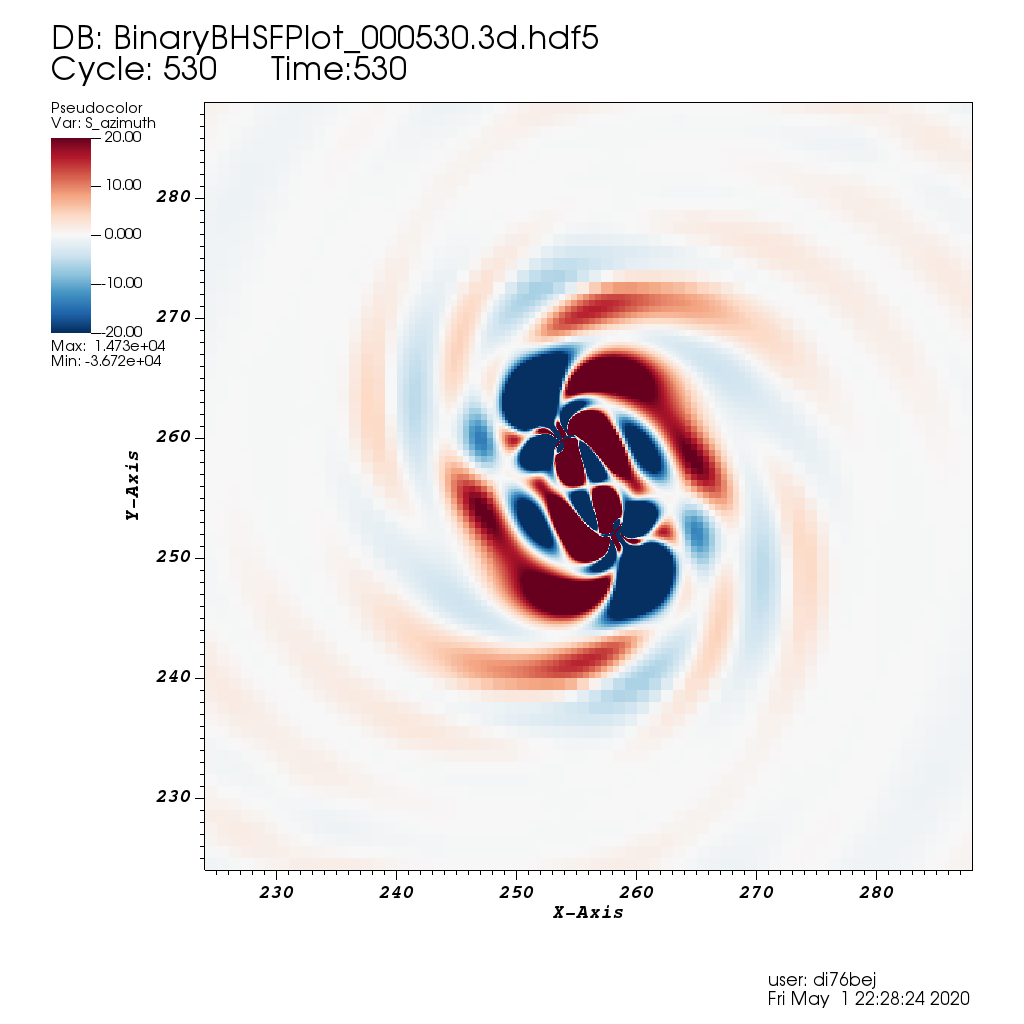 DB: BinaryBHSFPlot_000530.3d.hdf5
Cycle: 530 Time:530
Pseudocolor
Var: S_azimuth
20.00
10.00
0.000
-10.00
-20.00
Max: 1.473e+04
Min: -3.672e+04
280
270
260
250
240
230
Y-Axis
230 240 250 260 270 280
X-Axis
user: di76bej
Fri May 1 22:28:24 2020